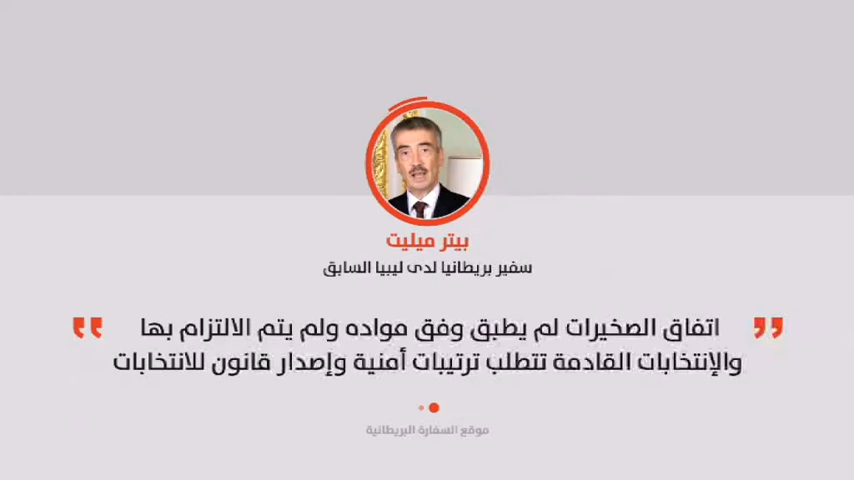 بيتر ميليت
سفير بريطانيا لدى ليبيا السابق
اتفاق الصخيرات لم يطبق وفق مواده ولم يتم الالتزام بها
والإنتخابات القادمة تتطلب ترتيبات أمنية وإصدار قانون للانتخابات
موقع السفارة البريطانية